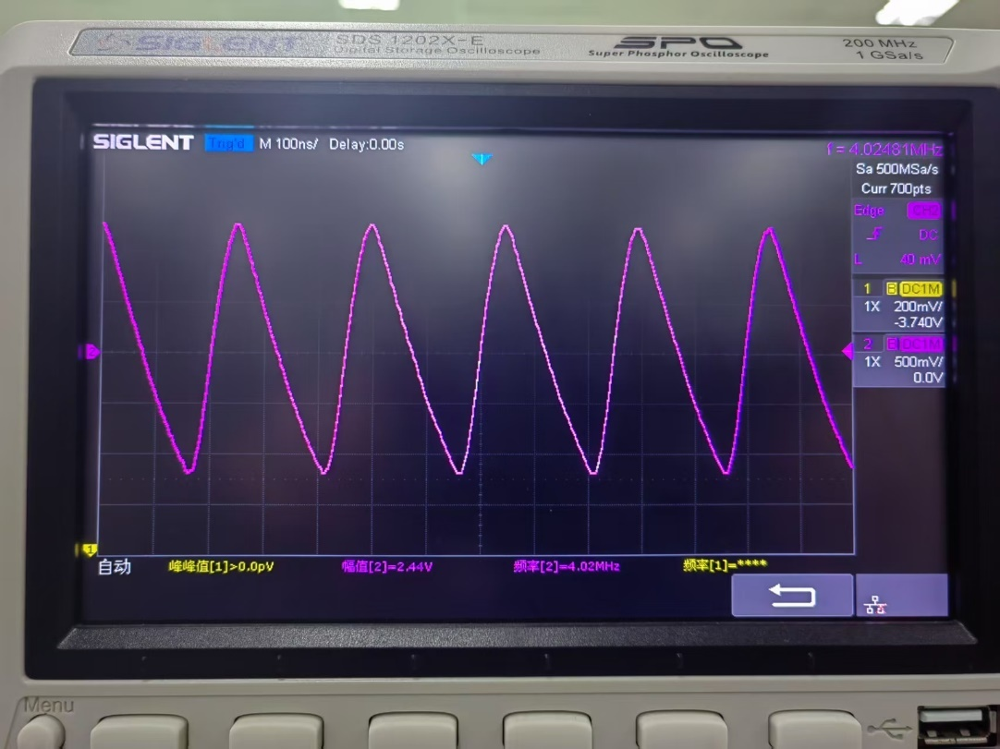 SIGLENT SDS 1202X-E SPO 200 MHz
Digital Storage Oscilloscope Super Phosphor Oscilloscope 1 GSa/s
SIGLENT Trig'd M 100ns/ Delay:0.00s f = 4.02481MHz
Sa 500MSa/s
Curr 700pts
Edge CH2
DC
L 40 mV
1 B DC1M
1X 200mV/
-3.740V
2 B DC1M
1X 500mV/
0.0V
2
1
自动 峰峰值[1]>0.0pV 幅值[2]=2.44V 频率[2]=4.02MHz 频率[1]=****
Menu